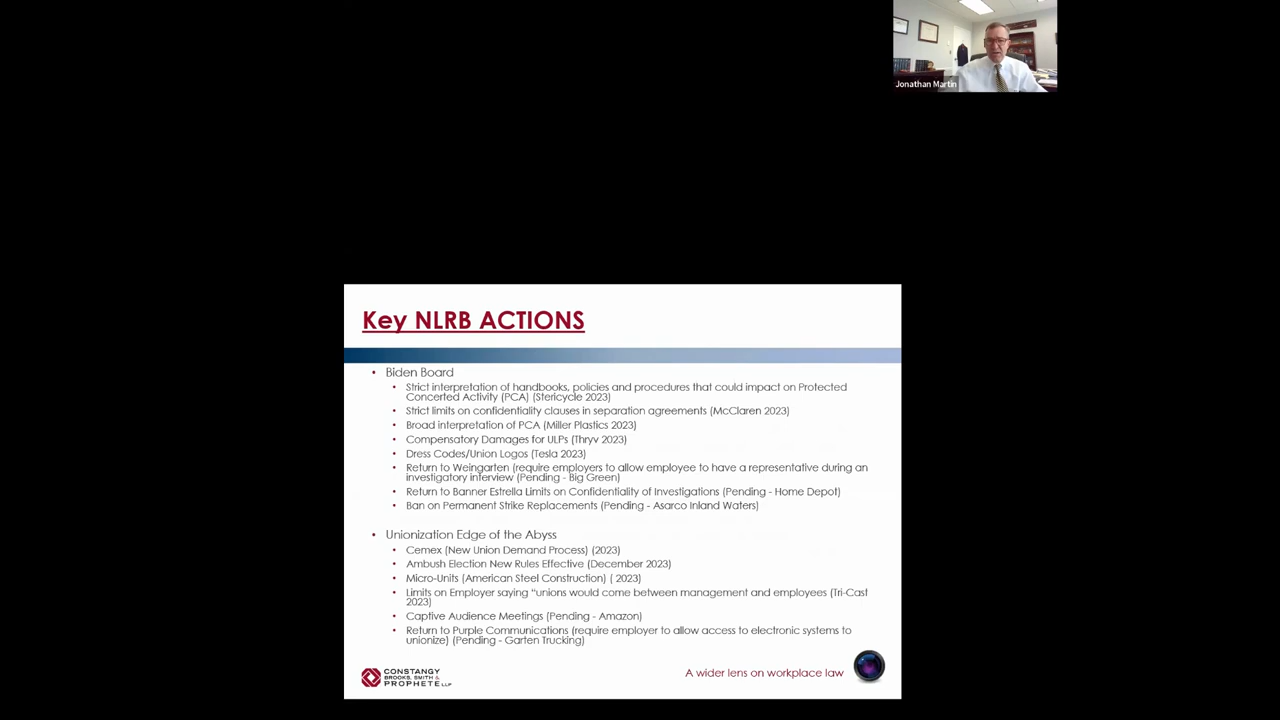 Jonathan Martin
Key NLRB ACTIONS
• Biden Board
• Strict interpretation of handbooks, policies and procedures that could impact on Protected
Concerted Activity (PCA) (Stericycle 2023)
• Strict limits on confidentiality clauses in separation agreements (McClaren 2023)
• Broad interpretation of PCA (Miller Plastics 2023)
• Compensatory Damages for ULPs (Thryv 2023)
• Dress Codes/Union Logos (Tesla 2023)
• Return to Weingarten (require employers to allow employee to have a representative during an
investigatory interview (Pending - Big Green)
• Return to Banner Estrella Limits on Confidentiality of Investigations (Pending - Home Depot)
• Ban on Permanent Strike Replacements (Pending - Asarco Inland Waters)
• Unionization Edge of the Abyss
• Cemex (New Union Demand Process) (2023)
• Ambush Election New Rules Effective (December 2023)
• Micro-Units (American Steel Construction) ( 2023)
• Limits on Employer saying “unions would come between management and employees (Tri-Cast
2023)
• Captive Audience Meetings (Pending - Amazon)
• Return to Purple Communications (require employer to allow access to electronic systems to
unionize) (Pending - Garten Trucking)
CONSTANGY
BROOKS, SMITH &
PROPHETE LLP
A wider lens on workplace law